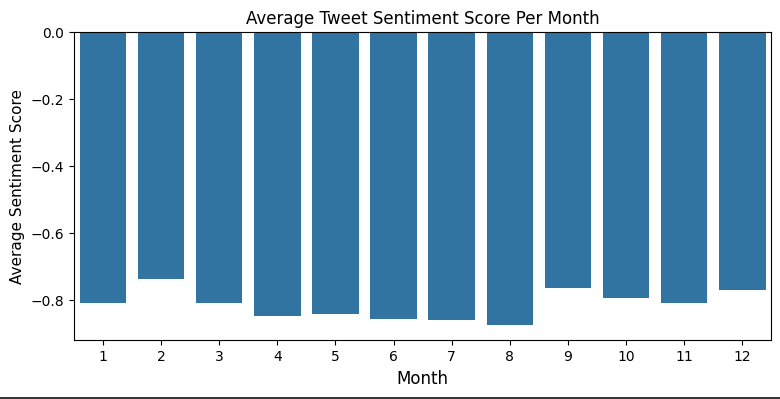 Average Tweet Sentiment Score Per Month
Average Sentiment Score
0.0
−0.2
−0.4
−0.6
−0.8
1 2 3 4 5 6 7 8 9 10 11 12
Month